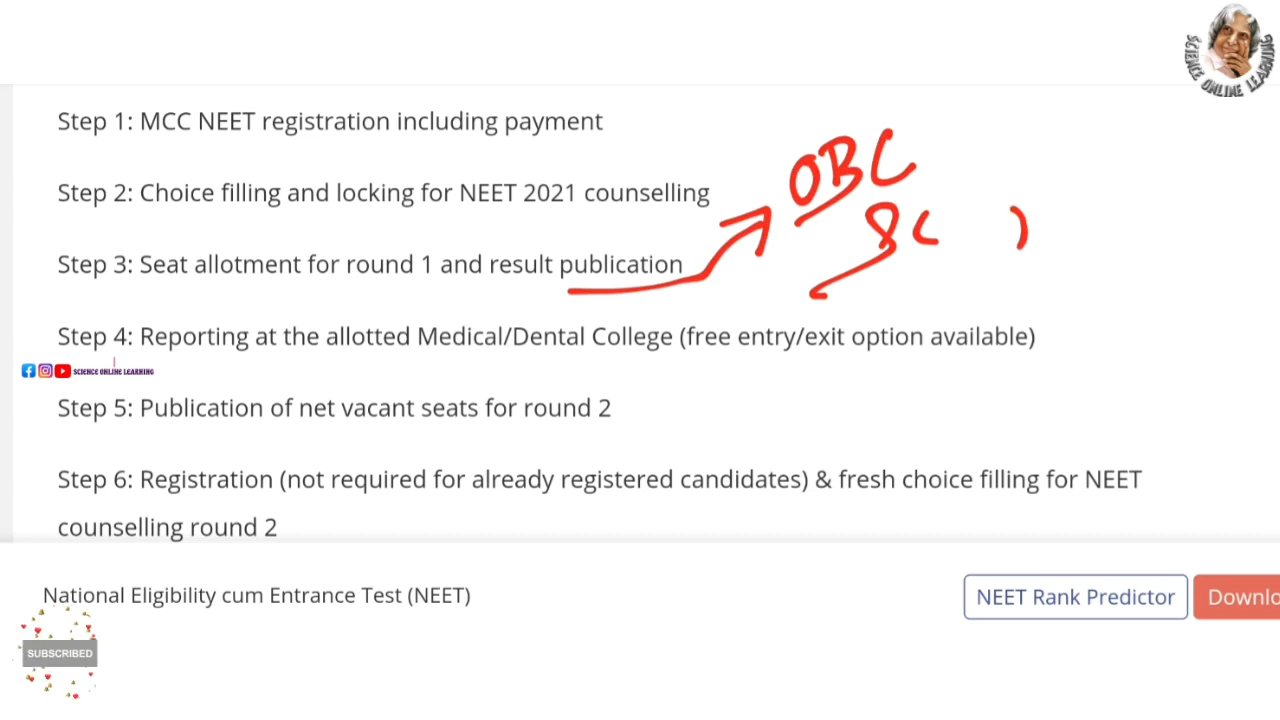 SCIENCE ONLINE LEARNING
Step 1: MCC NEET registration including payment
OBC
Step 2: Choice filling and locking for NEET 2021 counselling
SC )
Step 3: Seat allotment for round 1 and result publication
Step 4: Reporting at the allotted Medical/Dental College (free entry/exit option available)
SCIENCE ONLINE LEARNING
Step 5: Publication of net vacant seats for round 2
Step 6: Registration (not required for already registered candidates) & fresh choice filling for NEET
counselling round 2
National Eligibility cum Entrance Test (NEET)
NEET Rank Predictor
Downlo
SUBSCRIBED